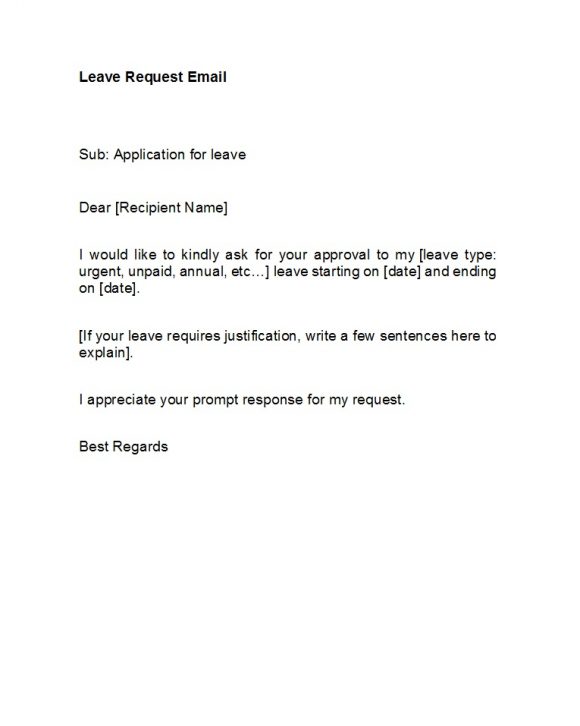 Leave Request Email
Sub: Application for leave
Dear [Recipient Name]
I would like to kindly ask for your approval to my [leave type:
urgent, unpaid, annual, etc…] leave starting on [date] and ending
on [date].
[If your leave requires justification, write a few sentences here to
explain].
I appreciate your prompt response for my request.
Best Regards